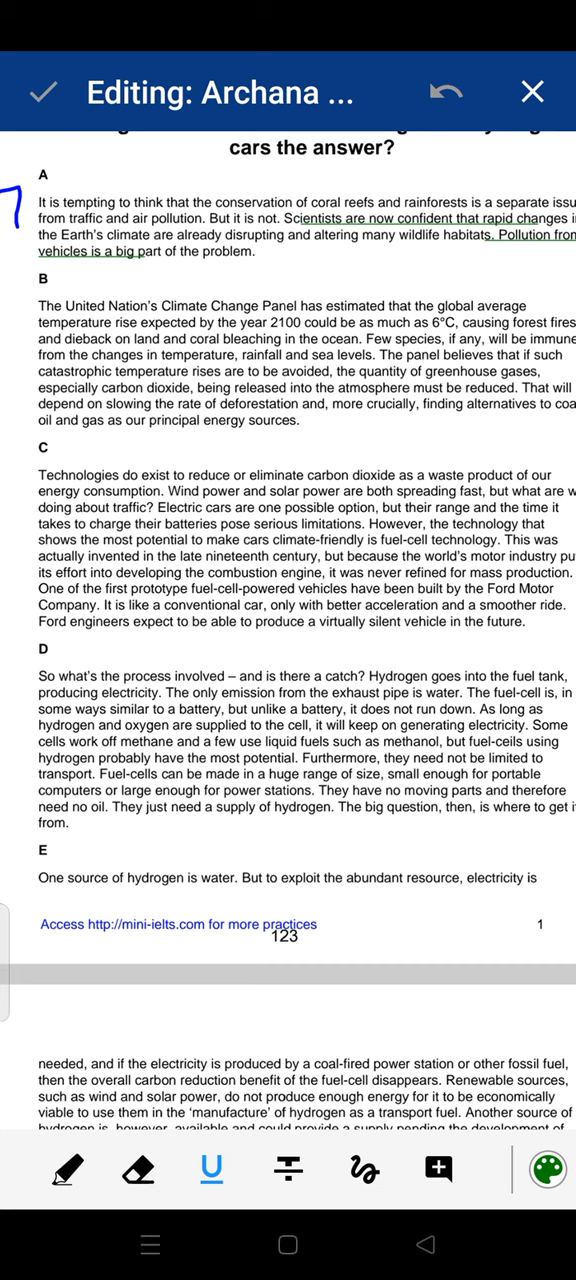 Editing: Archana ...
cars the answer?
A
It is tempting to think that the conservation of coral reefs and rainforests is a separate issu
from traffic and air pollution. But it is not. Scientists are now confident that rapid changes i
the Earth's climate are already disrupting and altering many wildlife habitats. Pollution from
vehicles is a big part of the problem.
B
The United Nation's Climate Change Panel has estimated that the global average
temperature rise expected by the year 2100 could be as much as 6°C, causing forest fires
and dieback on land and coral bleaching in the ocean. Few species, if any, will be immune
from the changes in temperature, rainfall and sea levels. The panel believes that if such
catastrophic temperature rises are to be avoided, the quantity of greenhouse gases,
especially carbon dioxide, being released into the atmosphere must be reduced. That will
depend on slowing the rate of deforestation and, more crucially, finding alternatives to coa
oil and gas as our principal energy sources.
C
Technologies do exist to reduce or eliminate carbon dioxide as a waste product of our
energy consumption. Wind power and solar power are both spreading fast, but what are w
doing about traffic? Electric cars are one possible option, but their range and the time it
takes to charge their batteries pose serious limitations. However, the technology that
shows the most potential to make cars climate-friendly is fuel-cell technology. This was
actually invented in the late nineteenth century, but because the world's motor industry pu
its effort into developing the combustion engine, it was never refined for mass production.
One of the first prototype fuel-cell-powered vehicles have been built by the Ford Motor
Company. It is like a conventional car, only with better acceleration and a smoother ride.
Ford engineers expect to be able to produce a virtually silent vehicle in the future.
D
So what's the process involved – and is there a catch? Hydrogen goes into the fuel tank,
producing electricity. The only emission from the exhaust pipe is water. The fuel-cell is, in
some ways similar to a battery, but unlike a battery, it does not run down. As long as
hydrogen and oxygen are supplied to the cell, it will keep on generating electricity. Some
cells work off methane and a few use liquid fuels such as methanol, but fuel-ceils using
hydrogen probably have the most potential. Furthermore, they need not be limited to
transport. Fuel-cells can be made in a huge range of size, small enough for portable
computers or large enough for power stations. They have no moving parts and therefore
need no oil. They just need a supply of hydrogen. The big question, then, is where to get i
from.
E
One source of hydrogen is water. But to exploit the abundant resource, electricity is
Access http://mini-ielts.com for more practices 1
123
needed, and if the electricity is produced by a coal-fired power station or other fossil fuel,
then the overall carbon reduction benefit of the fuel-cell disappears. Renewable sources,
such as wind and solar power, do not produce enough energy for it to be economically
viable to use them in the 'manufacture' of hydrogen as a transport fuel. Another source of
hydrogen is, however, available and could provide a supply pending the development of
U